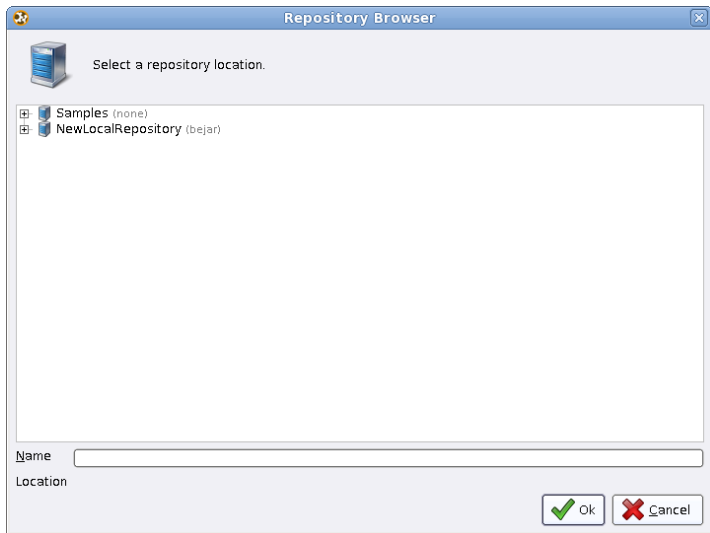 Repository Browser
Select a repository location.
Samples (none)
NewLocalRepository (bejar)
Name
Location
Ok
Cancel